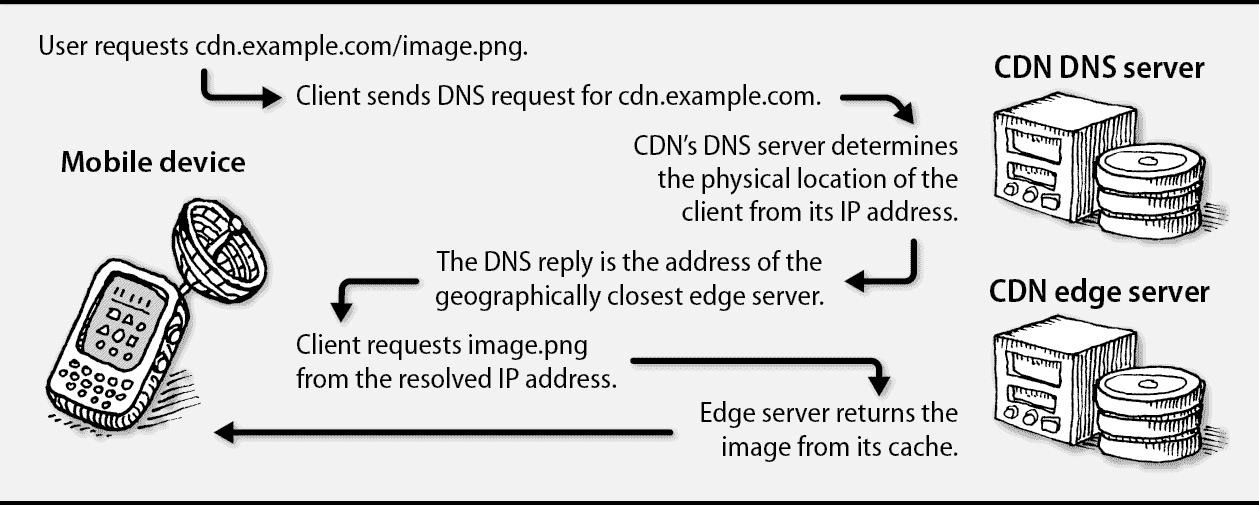 User requests cdn.example.com/image.png.
CDN DNS server
Client sends DNS request for cdn.example.com.
Mobile device
CDN’s DNS server determines
the physical location of the
client from its IP address.
The DNS reply is the address of the
geographically closest edge server.
CDN edge server
Client requests image.png
from the resolved IP address.
Edge server returns the
image from its cache.